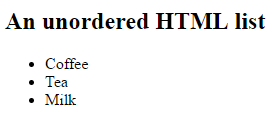 An unordered HTML list
• Coffee
• Tea
• Milk